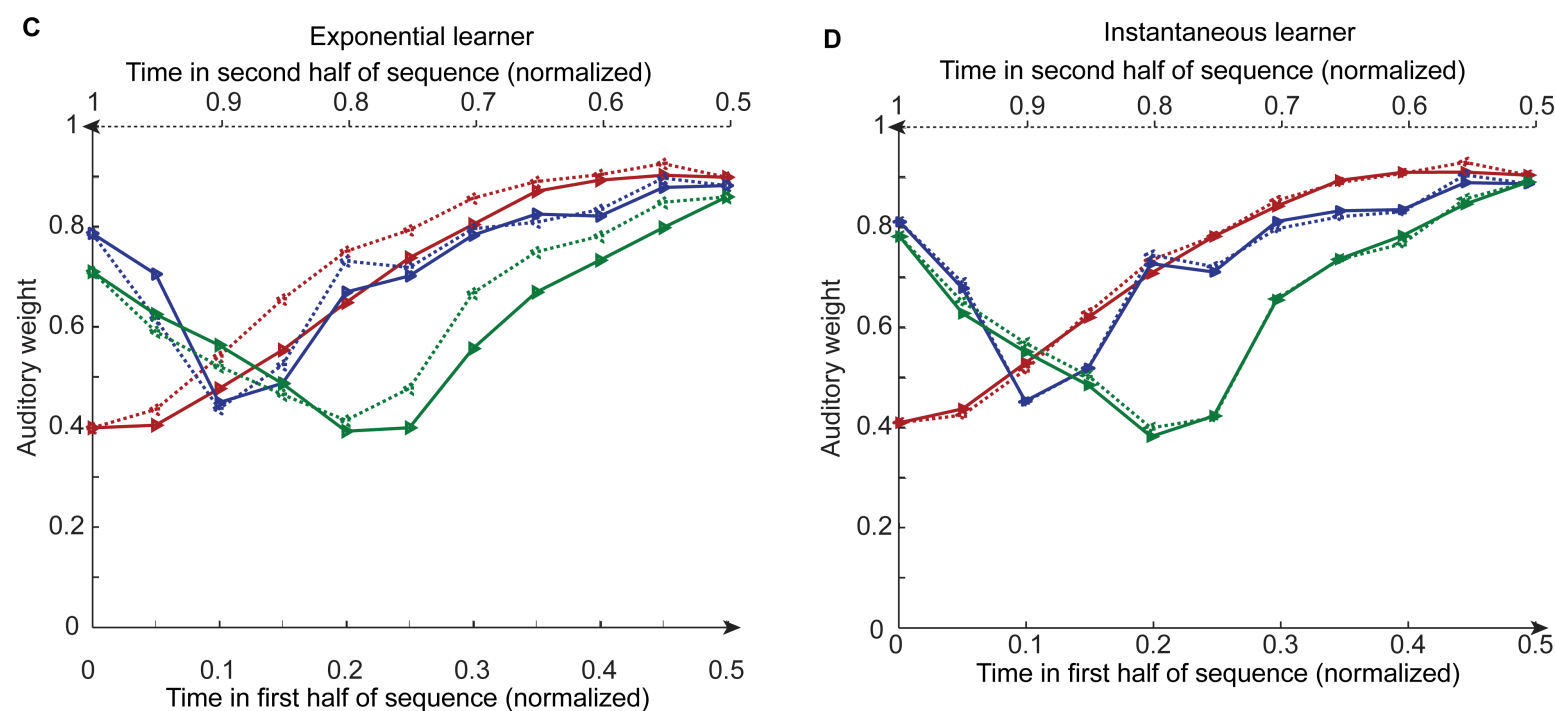 C
Exponential learner
Time in second half of sequence (normalized)
1 0.9 0.8 0.7 0.6 0.5
1
0.8
0.6
0.4
0.2
0
Auditory weight
0 0.1 0.2 0.3 0.4 0.5
Time in first half of sequence (normalized)
D
Instantaneous learner
Time in second half of sequence (normalized)
1 0.9 0.8 0.7 0.6 0.5
1
0.8
0.6
0.4
0.2
0
Auditory weight
0 0.1 0.2 0.3 0.4 0.5
Time in first half of sequence (normalized)